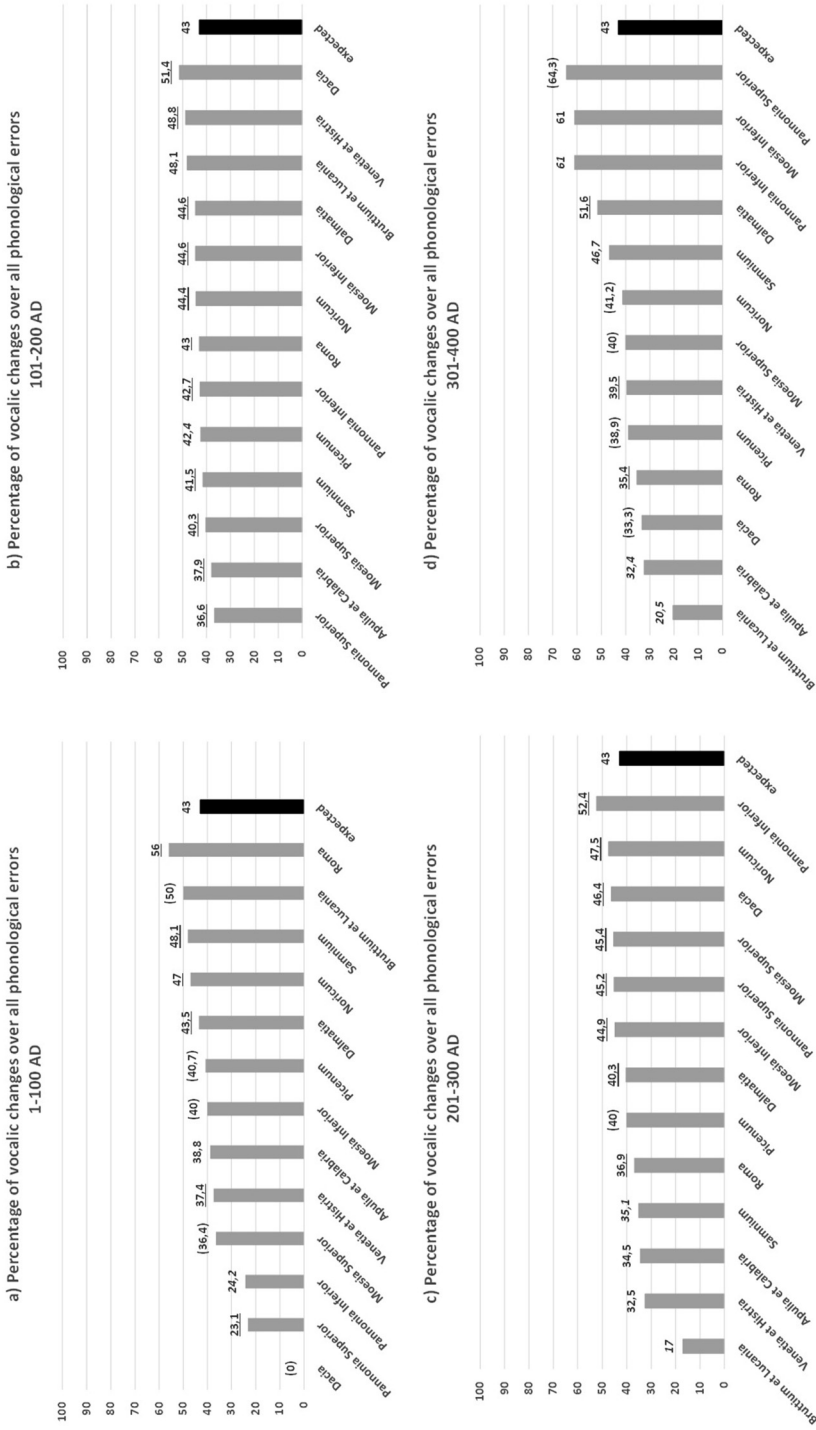 a) Percentage of vocalic changes over all phonological errors
1-100 AD
100
90
80
70
60
50
40
30
20
10
0
(0)
23,1
24,2
(36,4)
37,4
38,8
(40)
(40,7)
43,5
47
48,1
(50)
56
43
Dacia
Pannonia Superior
Pannonia Inferior
Moesia Superior
Venetia et Histria
Apulia et Calabria
Moesia Inferior
Picenum
Dalmatia
Noricum
Samnium
Bruttium et Lucania
Roma
expected
b) Percentage of vocalic changes over all phonological errors
101-200 AD
100
90
80
70
60
50
40
30
20
10
0
36,6
37,9
40,3
41,5
42,4
42,7
43
44,4
44,6
44,6
48,1
48,8
51,4
43
Pannonia Superior
Apulia et Calabria
Moesia Superior
Samnium
Picenum
Pannonia Inferior
Roma
Noricum
Moesia Inferior
Dalmatia
Bruttium et Lucania
Venetia et Histria
Dacia
expected
c) Percentage of vocalic changes over all phonological errors
201-300 AD
100
90
80
70
60
50
40
30
20
10
0
17
32,5
34,5
35,1
36,9
(40)
40,3
44,9
45,2
45,4
46,4
47,5
52,4
43
Bruttium et Lucania
Venetia et Histria
Apulia et Calabria
Samnium
Roma
Picenum
Dalmatia
Moesia Inferior
Pannonia Superior
Moesia Superior
Dacia
Noricum
Pannonia Inferior
expected
d) Percentage of vocalic changes over all phonological errors
301-400 AD
100
90
80
70
60
50
40
30
20
10
0
20,5
32,4
(33,3)
35,4
(38,9)
39,5
(40)
(41,2)
46,7
51,6
61
61
(64,3)
43
Bruttium et Lucania
Apulia et Calabria
Dacia
Roma
Picenum
Venetia et Histria
Moesia Superior
Noricum
Samnium
Dalmatia
Pannonia Inferior
Moesia Inferior
Pannonia Superior
expected